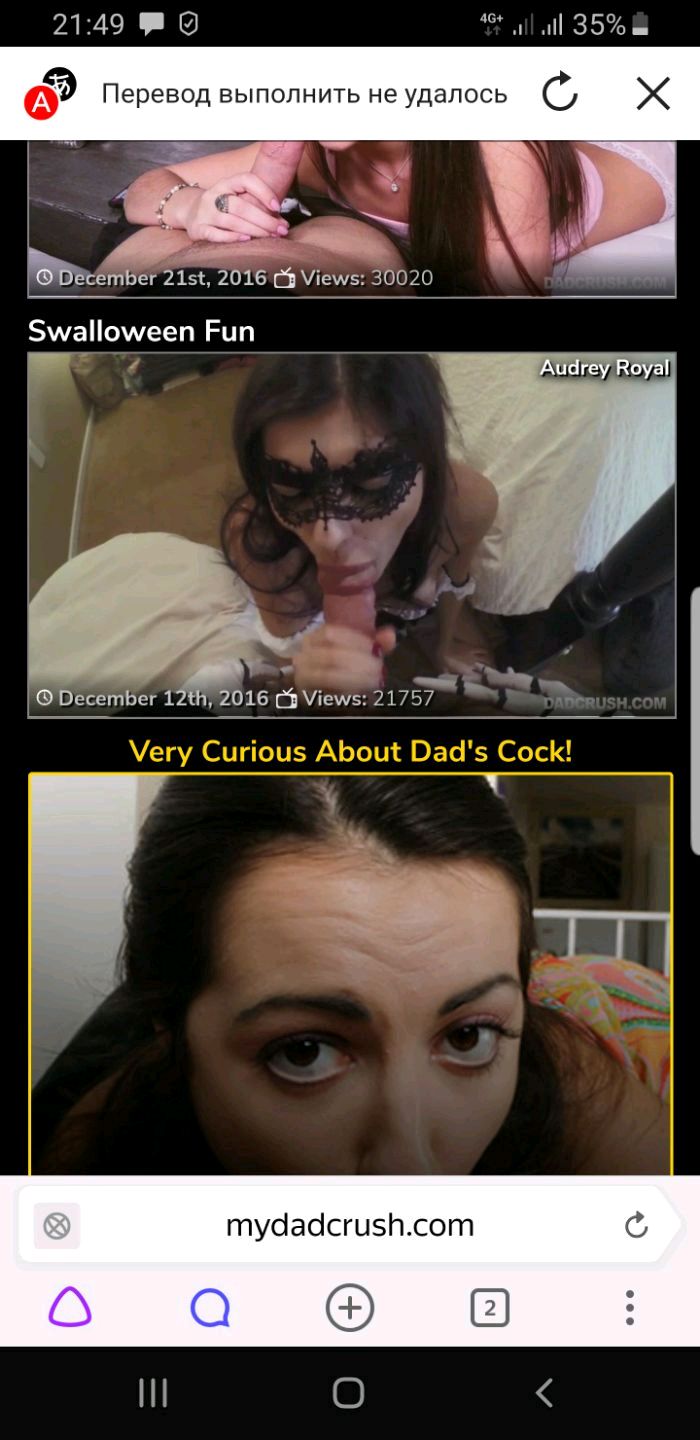 21:49
4G+
35%
A あ
Перевод выполнить не удалось
December 21st, 2016 Views: 30020
DADCRUSH.COM
Swalloween Fun
Audrey Royal
December 12th, 2016 Views: 21757
DADCRUSH.COM
Very Curious About Dad's Cock!
mydadcrush.com
2